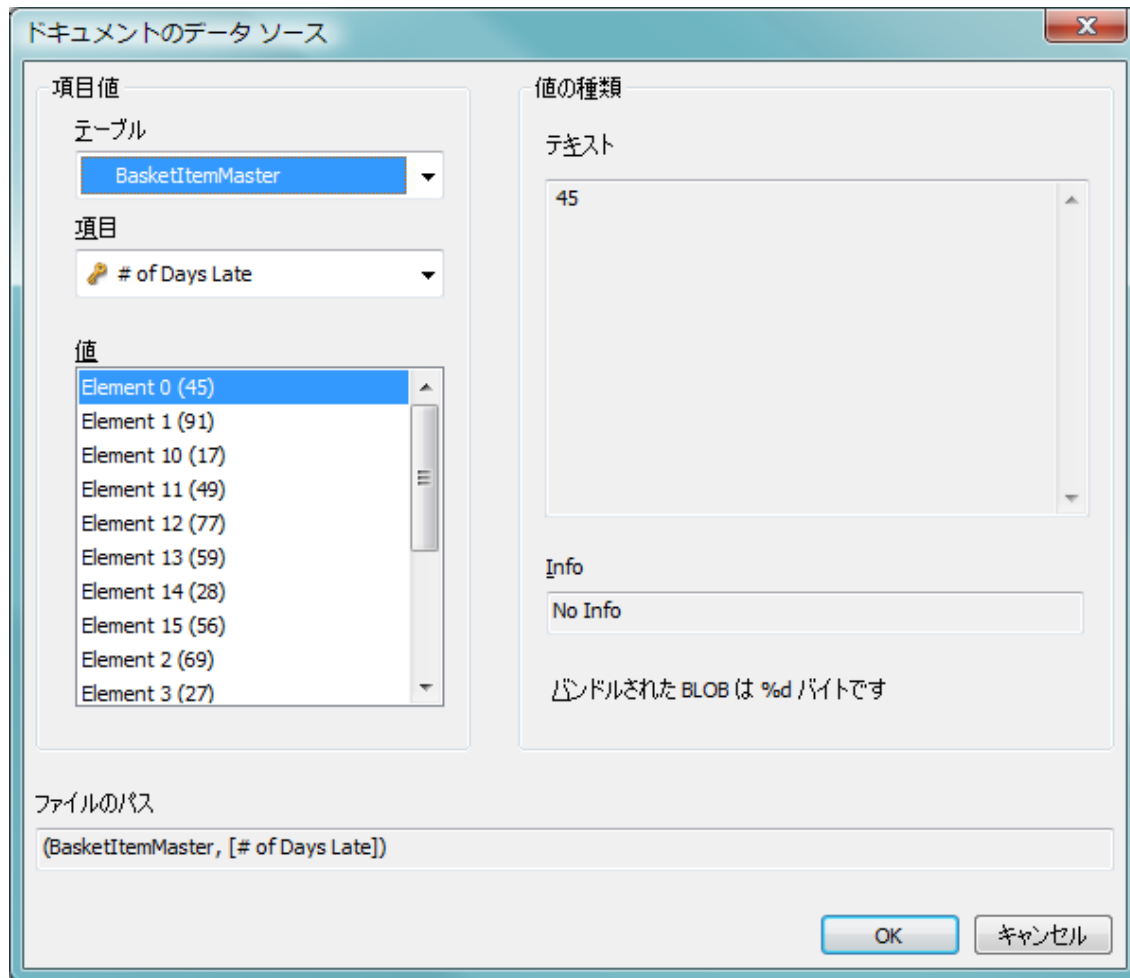 ドキュメントのデータ ソース
X
項目値
テーブル
BasketItemMaster
項目
# of Days Late
値
Element 0 (45)
Element 1 (91)
Element 10 (17)
Element 11 (49)
Element 12 (77)
Element 13 (59)
Element 14 (28)
Element 15 (56)
Element 2 (69)
Element 3 (27)
値の種類
テキスト
45
Info
No Info
バンドルされた BLOB は %d バイトです
ファイルのパス
(BasketItemMaster, [# of Days Late])
OK
キャンセル